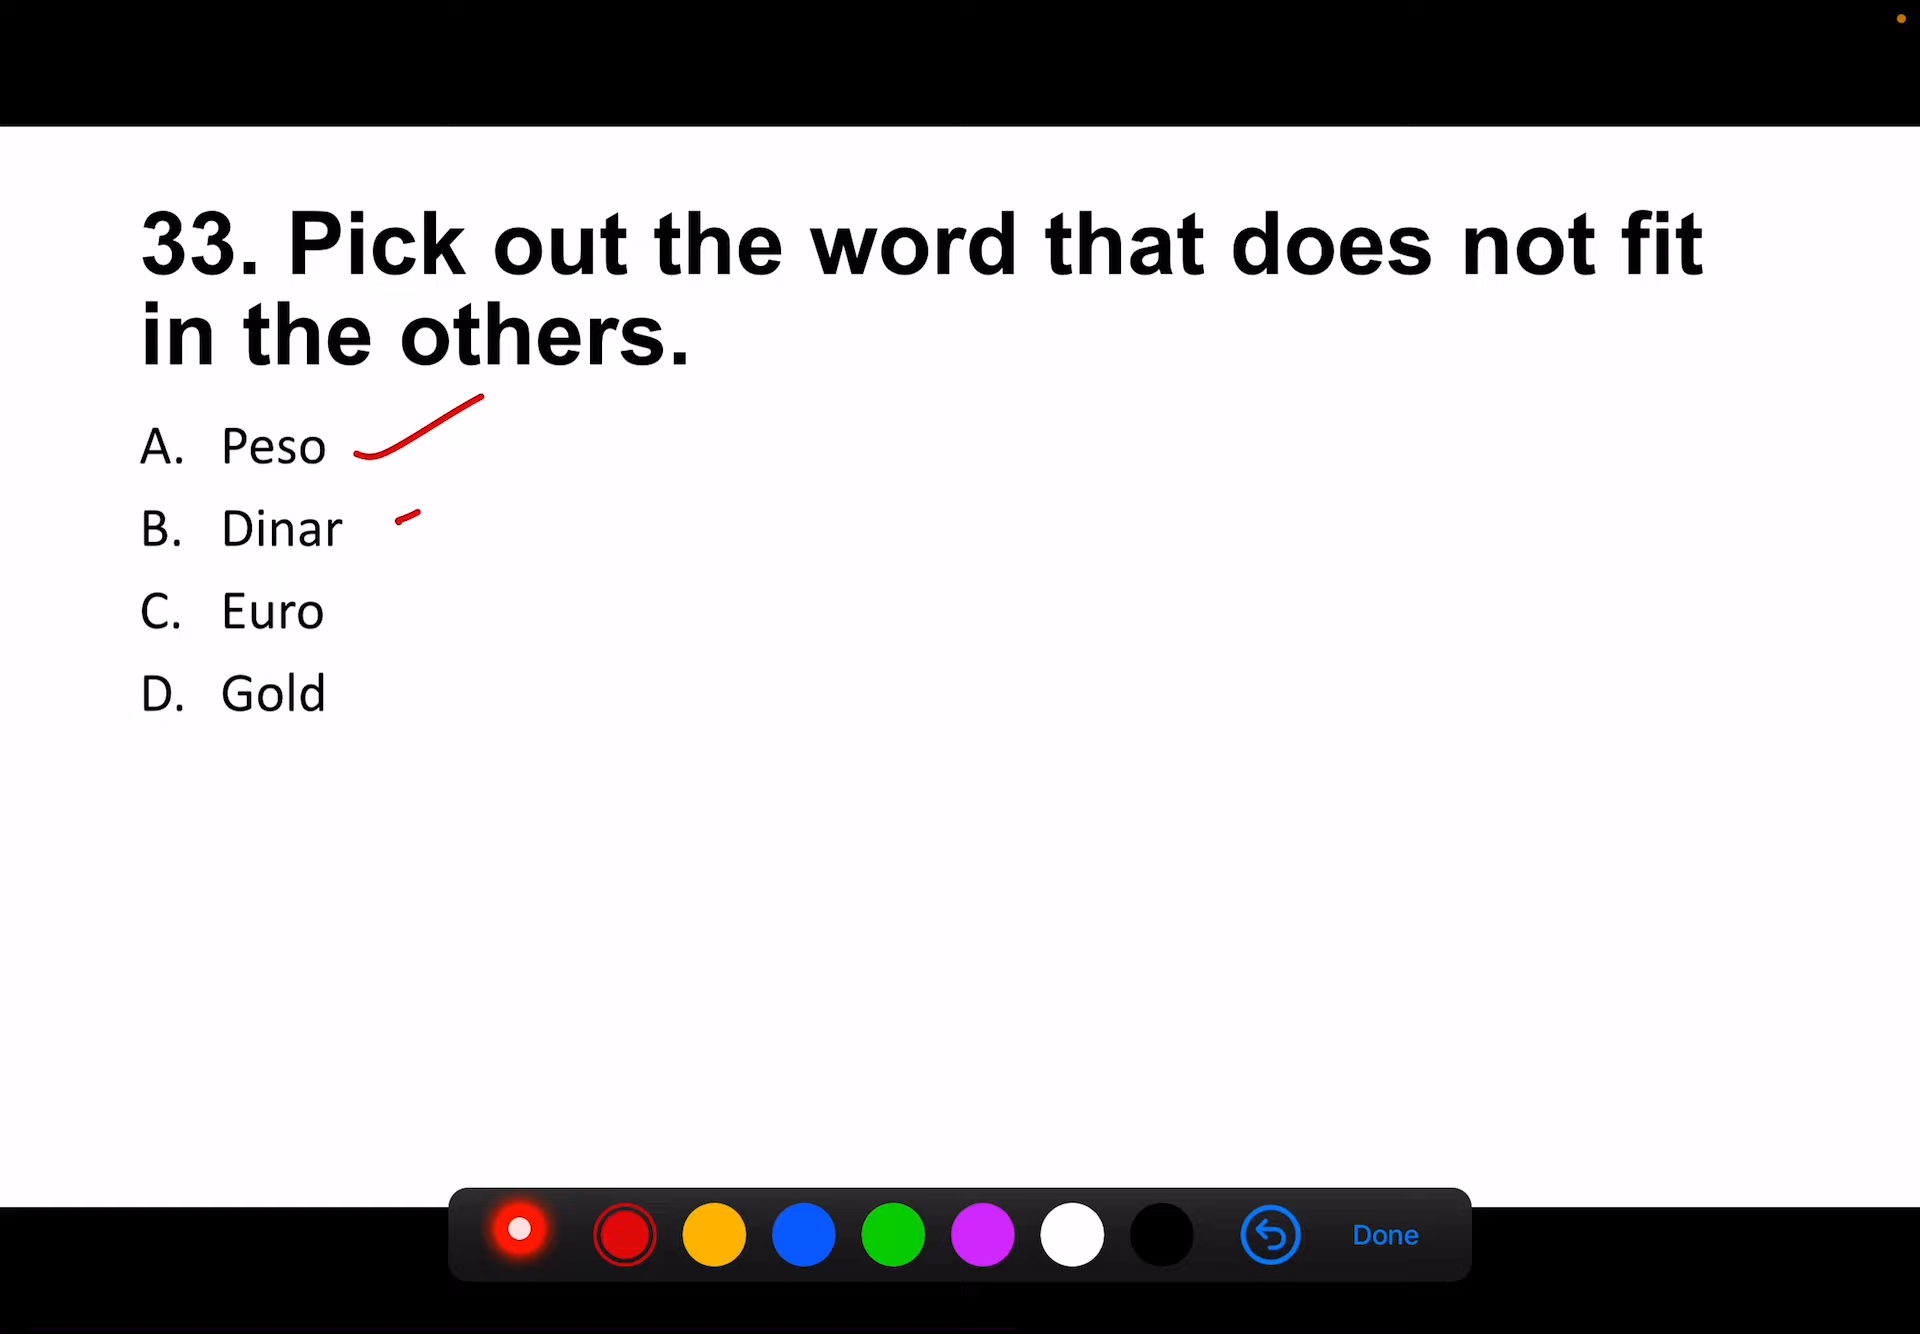 33. Pick out the word that does not fit
in the others.
A. Peso
B. Dinar
C. Euro
D. Gold
Done